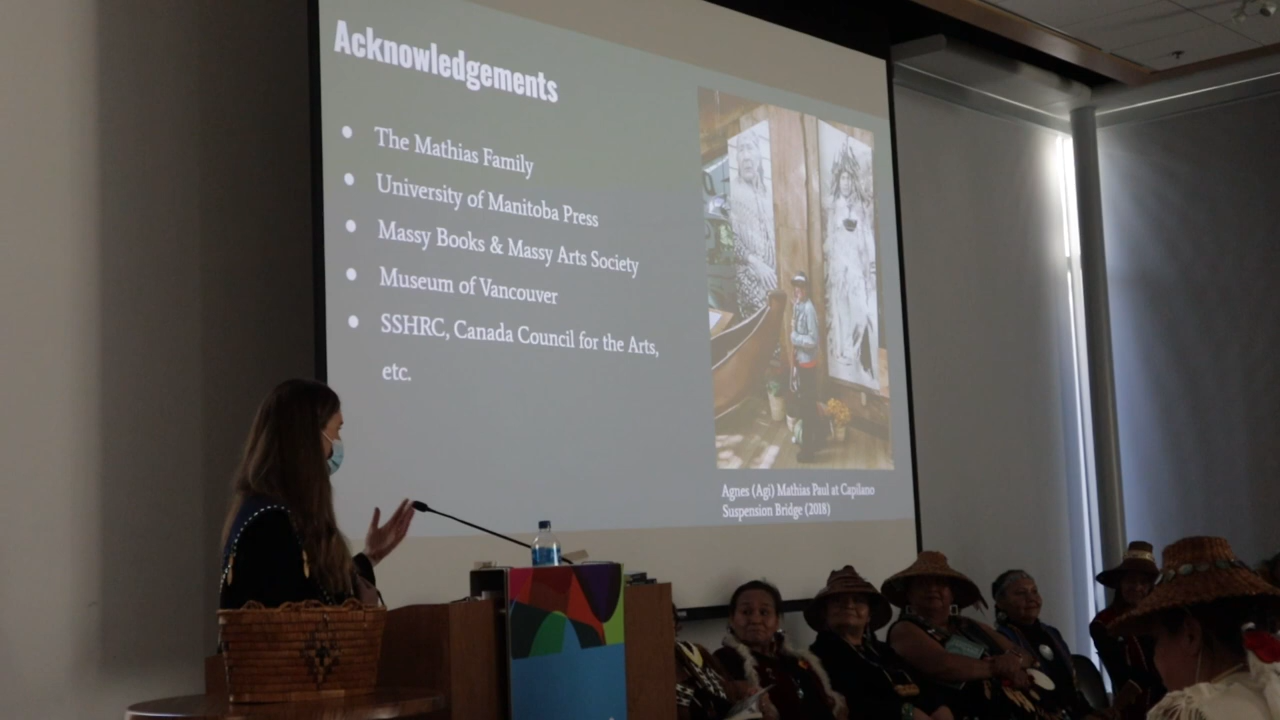 Acknowledgements
• The Mathias Family
• University of Manitoba Press
• Massy Books & Massy Arts Society
• Museum of Vancouver
• SSHRC, Canada Council for the Arts,
etc.
Agnes (Agi) Mathias Paul at Capilano
Suspension Bridge (2018)